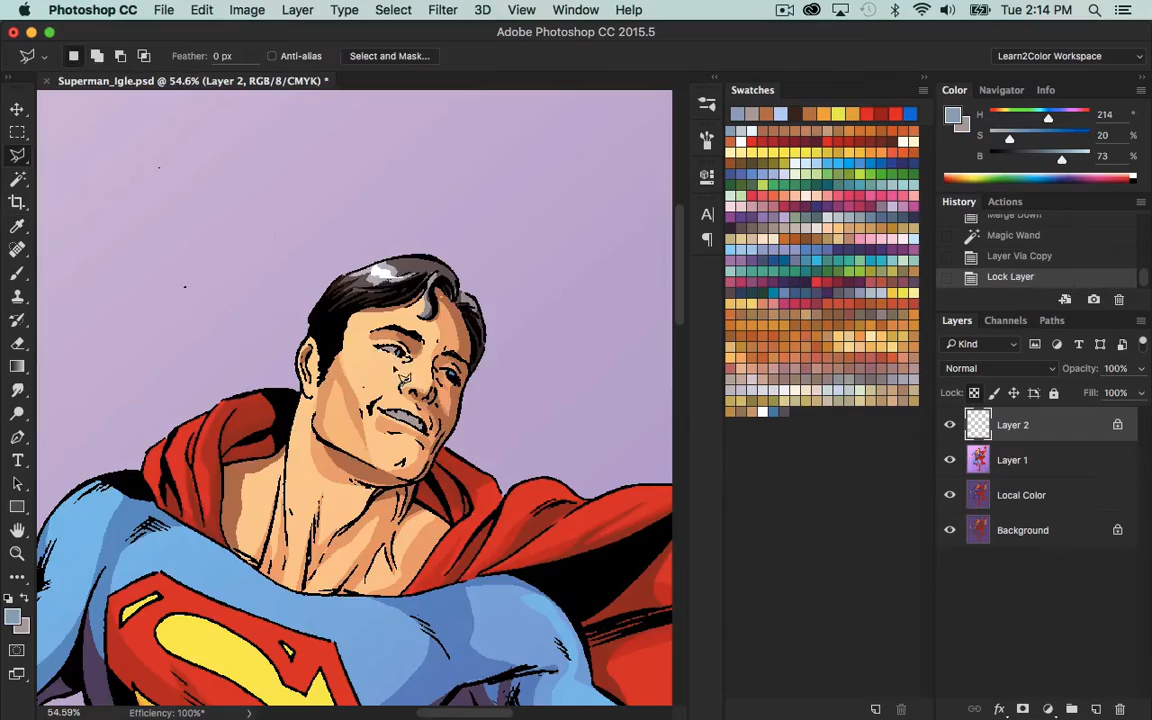 Photoshop CC File Edit Image Layer Type Select Filter 3D View Window Help Tue 2:14 PM
Adobe Photoshop CC 2015.5
Feather: 0 px Anti-alias Select and Mask... Learn2Color Workspace
Superman_Igle.psd @ 54.6% (Layer 2, RGB/8/CMYK) *
Swatches
Color Navigator Info
H 214
S 20 %
B 73 %
History Actions
Merge Down
Magic Wand
Layer Via Copy
Lock Layer
Layers Channels Paths
Kind
Normal Opacity: 100%
Lock: Fill: 100%
Layer 2
Layer 1
Local Color
Background
54.59% Efficiency: 100%*